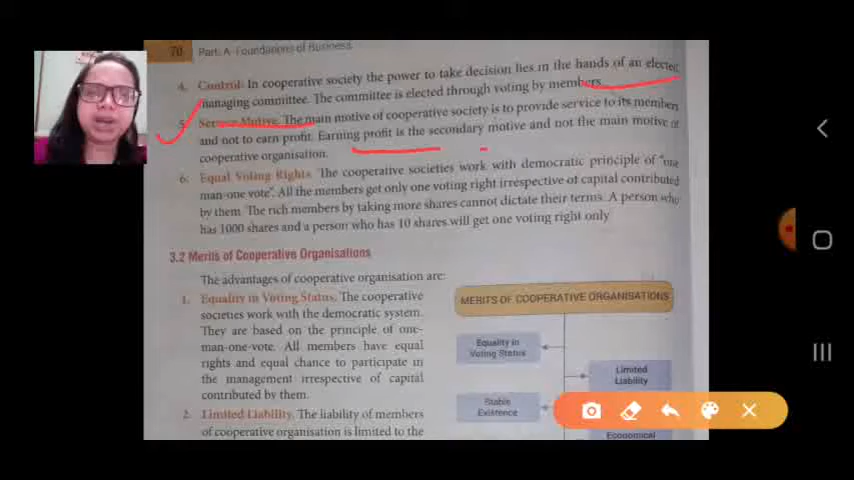 70 Part: A-Foundations of Business
4. Control. In cooperative society the power to take decision lies in the hands of an elected
managing committee. The committee is elected through voting by members.
5. Service Motive. The main motive of cooperative society is to provide service to its members
and not to earn profit. Earning profit is the secondary motive and not the main motive of
cooperative organisation.
6. Equal Voting Rights. The cooperative societies work with democratic principle of "one
man-one vote". All the members get only one voting right irrespective of capital contributed
by them. The rich members by taking more shares cannot dictate their terms. A person who
has 1000 shares and a person who has 10 shares will get one voting right only
3.2 Merits of Cooperative Organisations
The advantages of cooperative organisation are:
1. Equality in Voting Status. The cooperative
societies work with the democratic system.
They are based on the principle of one-
man-one-vote. All members have equal
rights and equal chance to participate in
the management irrespective of capital
contributed by them.
2. Limited Liability. The liability of members
of cooperative organisation is limited to the
MERITS OF COOPERATIVE ORGANISATIONS
Equality in
Voting Status
Limited
Liability
Stable
Existence
Economical